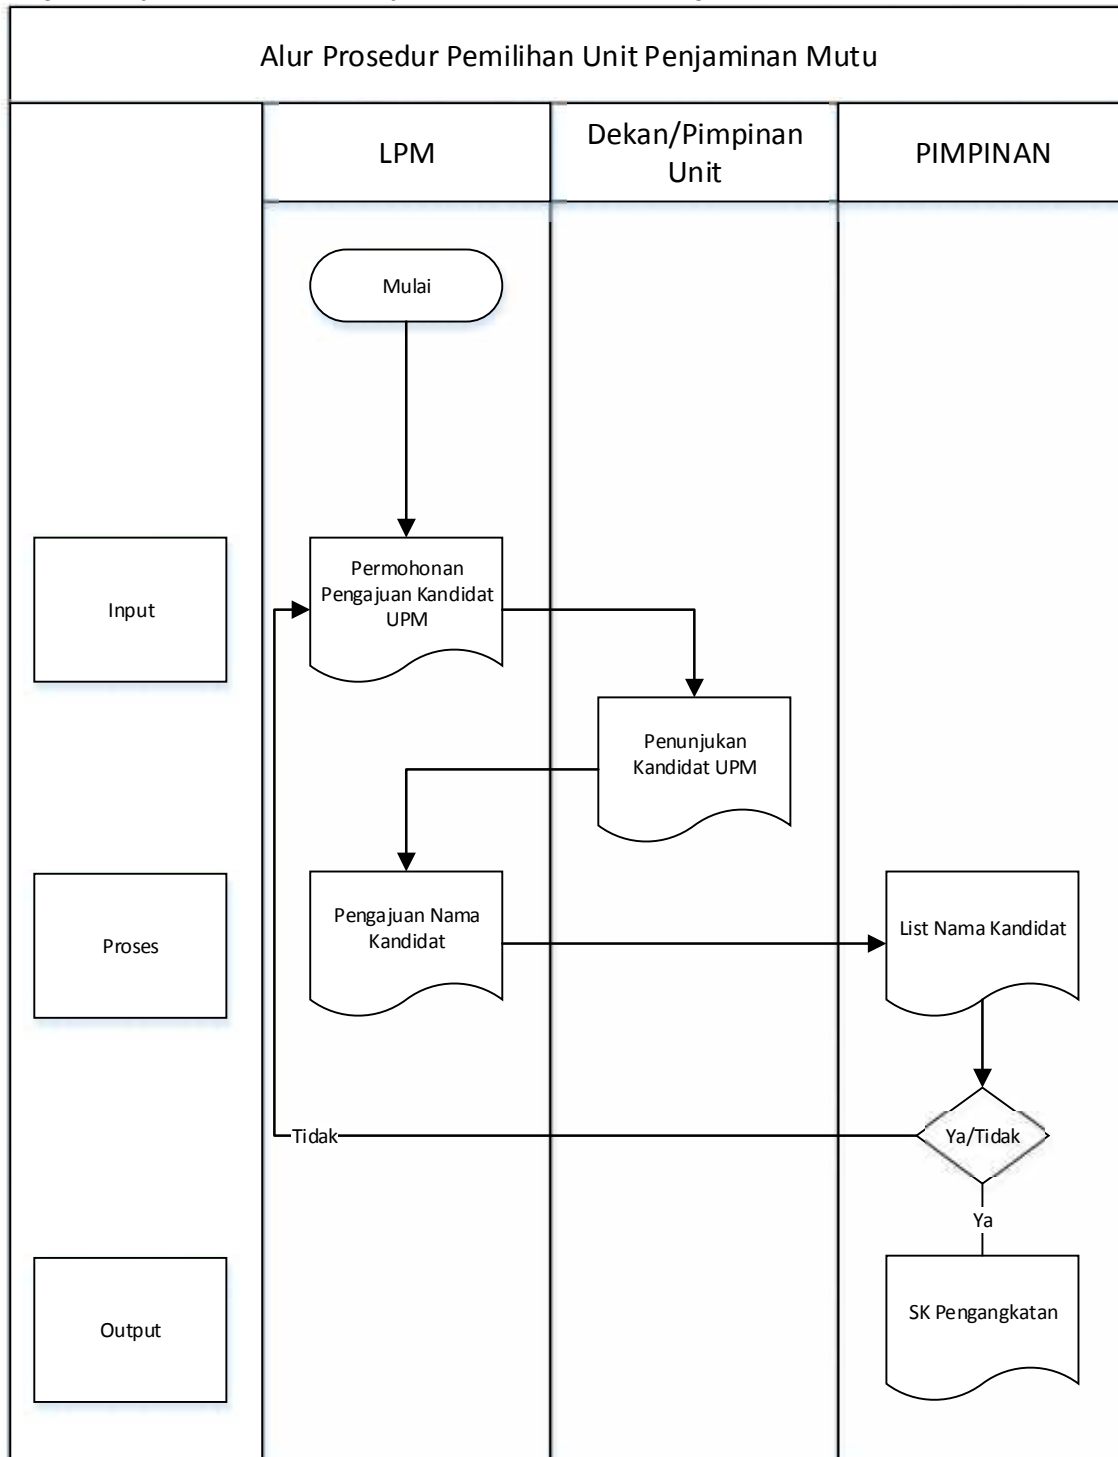 Alur Prosedur Pemilihan Unit Penjaminan Mutu
LPM
Dekan/Pimpinan
Unit
PIMPINAN
Mulai
Input
Permohonan
Pengajuan Kandidat
UPM
Penunjukan
Kandidat UPM
Proses
Pengajuan Nama
Kandidat
List Nama Kandidat
Tidak
Ya/Tidak
Ya
Output
SK Pengangkatan